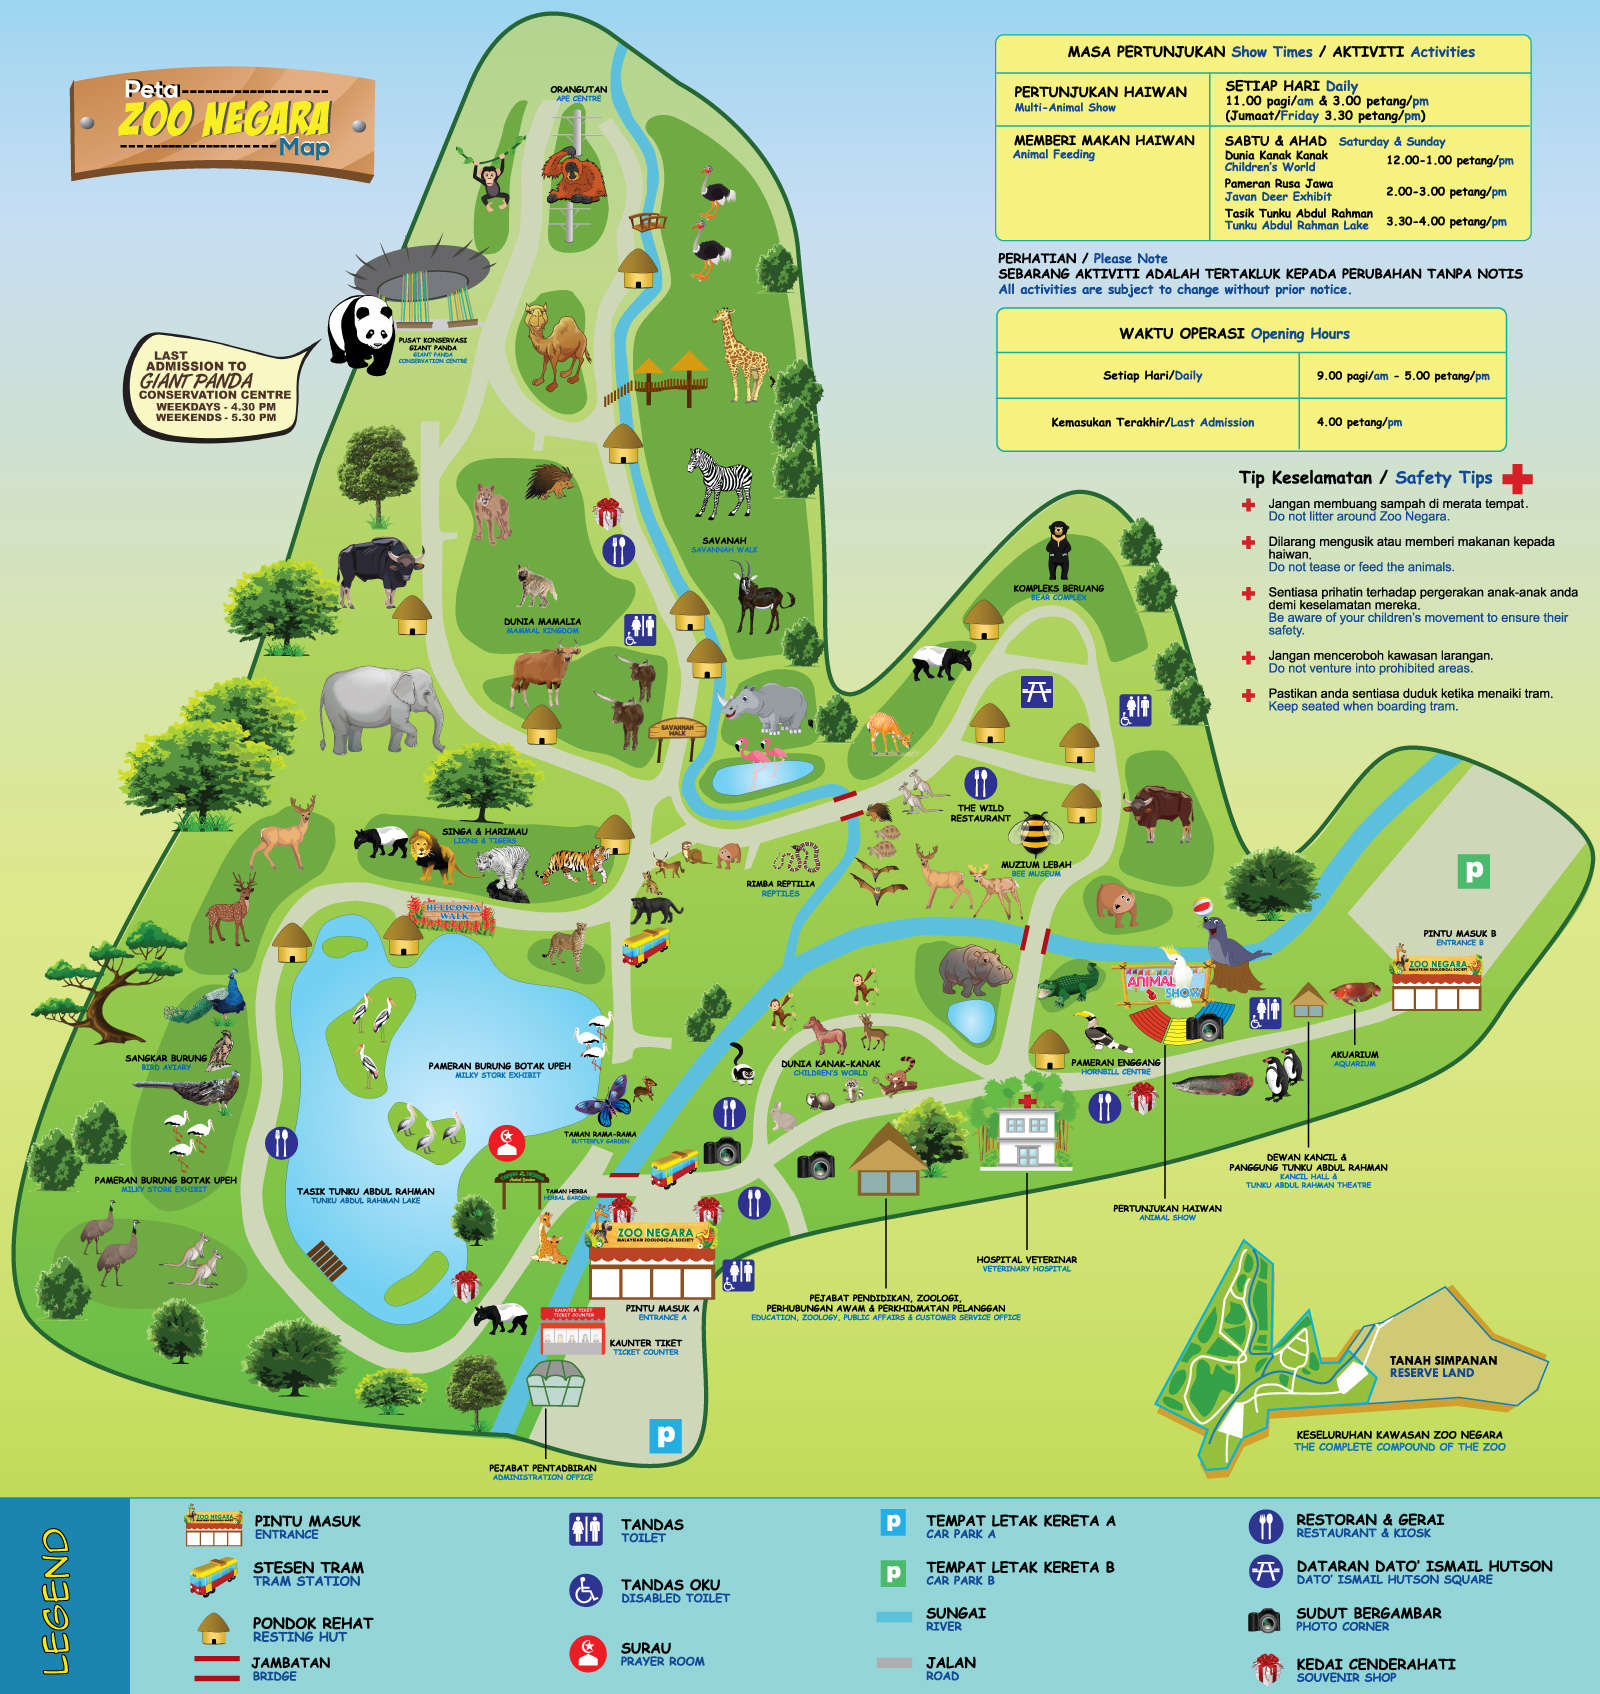 Peta
ZOO NEGARA
Map
MASA PERTUNJUKAN Show Times / AKTIVITI Activities
PERTUNJUKAN HAIWAN
Multi-Animal Show
SETIAP HARI Daily
11.00 pagi/am & 3.00 petang/pm
(Jumaat/Friday 3.30 petang/pm)
MEMBERI MAKAN HAIWAN
Animal Feeding
SABTU & AHAD Saturday & Sunday
Dunia Kanak Kanak
Children's World
12.00-1.00 petang/pm
Pameran Rusa Jawa
Javan Deer Exhibit
2.00-3.00 petang/pm
Tasik Tunku Abdul Rahman
Tunku Abdul Rahman Lake
3.30-4.00 petang/pm
PERHATIAN / Please Note
SEBARANG AKTIVITI ADALAH TERTAKLUK KEPADA PERUBAHAN TANPA NOTIS
All activities are subject to change without prior notice.
WAKTU OPERASI Opening Hours
Setiap Hari/Daily
9.00 pagi/am - 5.00 petang/pm
Kemasukan Terakhir/Last Admission
4.00 petang/pm
Tip Keselamatan / Safety Tips
Jangan membuang sampah di merata tempat.
Do not litter around Zoo Negara.
Dilarang mengusik atau memberi makanan kepada
haiwan.
Do not tease or feed the animals.
Sentiasa prihatin terhadap pergerakan anak-anak anda
demi keselamatan mereka.
Be aware of your children's movement to ensure their
safety.
Jangan menceroboh kawasan larangan.
Do not venture into prohibited areas.
Pastikan anda sentiasa duduk ketika menaiki tram.
Keep seated when boarding tram.
ORANGUTAN
APE CENTRE
PUSAT KONSERVASI
GIANT PANDA
GIANT PANDA
CONSERVATION CENTRE
LAST
ADMISSION TO
GIANT PANDA
CONSERVATION CENTRE
WEEKDAYS - 4.30 PM
WEEKENDS - 5.30 PM
SAVANAH
SAVANNAH WALK
KOMPLEKS BERUANG
BEAR COMPLEX
DUNIA MAMALIA
MAMMAL KINGDOM
SAVANNAH
WALK
THE WILD
RESTAURANT
SINGA & HARIMAU
LIONS & TIGERS
MUZIUM LEBAH
BEE MUSEUM
RIMBA REPTILIA
REPTILES
HELICONIA
WALK
PINTU MASUK B
ENTRANCE B
ZOO NEGARA
MALAYSIAN ZOOLOGICAL SOCIETY
ANIMAL
SHOW
AKUARIUM
AQUARIUM
SANGKAR BURUNG
BIRD AVIARY
PAMERAN BURUNG BOTAK UPEH
MILKY STORK EXHIBIT
DUNIA KANAK-KANAK
CHILDREN'S WORLD
PAMERAN ENGGANG
HORNBILL CENTRE
TAMAN RAMA-RAMA
BUTTERFLY GARDEN
PAMERAN BURUNG BOTAK UPEH
MILKY STORK EXHIBIT
TASIK TUNKU ABDUL RAHMAN
TUNKU ABDUL RAHMAN LAKE
TAMAN HERBA
HERBAL GARDEN
DEWAN KANCIL &
PANGGUNG TUNKU ABDUL RAHMAN
KANCIL HALL &
TUNKU ABDUL RAHMAN THEATRE
PERTUNJUKAN HAIWAN
ANIMAL SHOW
ZOO NEGARA
MALAYSIAN ZOOLOGICAL SOCIETY
HOSPITAL VETERINAR
VETERINARY HOSPITAL
PEJABAT PENDIDIKAN, ZOOLOGI,
PERHUBUNGAN AWAM & PERKHIDMATAN PELANGGAN
EDUCATION, ZOOLOGY, PUBLIC AFFAIRS & CUSTOMER SERVICE OFFICE
PINTU MASUK A
ENTRANCE A
KAUNTER TIKET
TICKET COUNTER
KAUNTER TIKET
TICKET COUNTER
PEJABAT PENTADBIRAN
ADMINISTRATION OFFICE
P
P
TANAH SIMPANAN
RESERVE LAND
KESELURUHAN KAWASAN ZOO NEGARA
THE COMPLETE COMPOUND OF THE ZOO
LEGEND
ZOO NEGARA
PINTU MASUK
ENTRANCE
STESEN TRAM
TRAM STATION
PONDOK REHAT
RESTING HUT
JAMBATAN
BRIDGE
TANDAS
TOILET
TANDAS OKU
DISABLED TOILET
SURAU
PRAYER ROOM
P
TEMPAT LETAK KERETA A
CAR PARK A
P
TEMPAT LETAK KERETA B
CAR PARK B
SUNGAI
RIVER
JALAN
ROAD
RESTORAN & GERAI
RESTAURANT & KIOSK
DATARAN DATO' ISMAIL HUTSON
DATO' ISMAIL HUTSON SQUARE
SUDUT BERGAMBAR
PHOTO CORNER
KEDAI CENDERAHATI
SOUVENIR SHOP